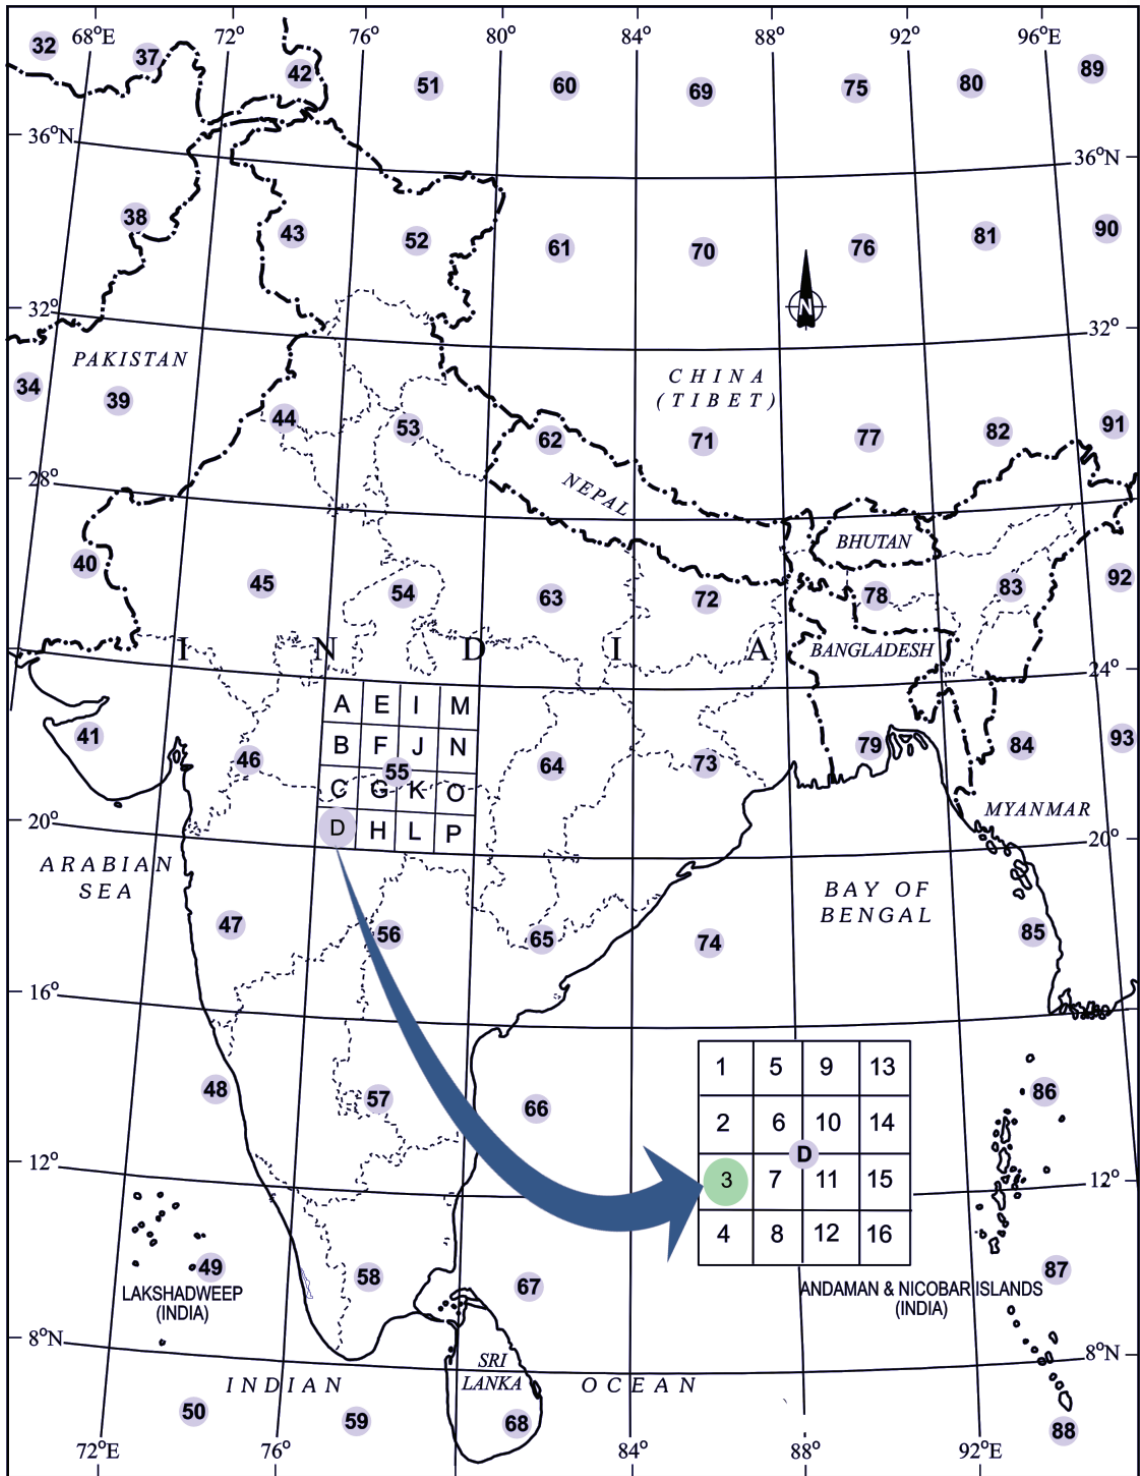 68°E 72° 76° 80° 84° 88° 92° 96°E
32 37 42 51 60 69 75 80 89
36°N 36°N
38 43 52 61 70 76 81 90
N
32° 32°
PAKISTAN
CHINA
(TIBET)
34 39 44 53 62 71 77 82 91
28°
NEPAL
BHUTAN
40 45 54 63 72 78 83 92
I N D I A
BANGLADESH
24°
A E I M
B F J N
55
C G K O
D H L P
41 46 64 73 79 84 93
MYANMAR
20° 20°
ARABIAN
SEA
BAY OF
BENGAL
47 56 65 74 85
16°
1 5 9 13
2 6 10 14
D
3 7 11 15
4 8 12 16
48 57 66 86
12° 12°
49 58 67 87
LAKSHADWEEP
(INDIA)
ANDAMAN & NICOBAR ISLANDS
(INDIA)
8°N 8°N
SRI
LANKA
INDIAN OCEAN
50 59 68 88
72°E 76° 84° 88° 92°E